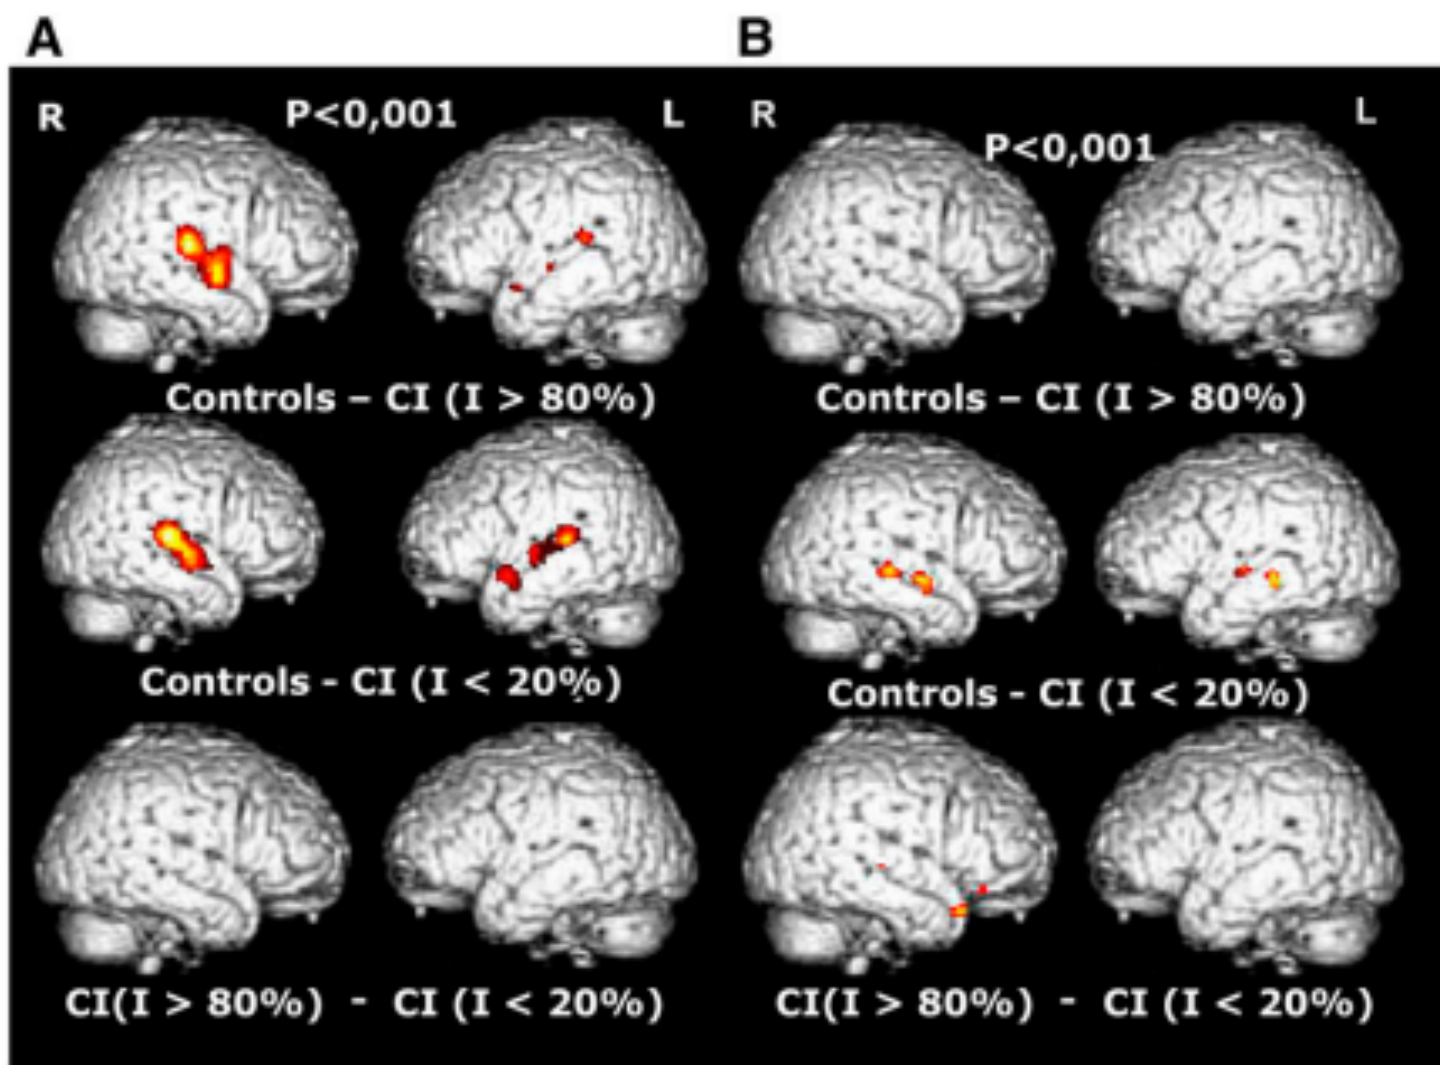 A
B
R P<0,001 L
R P<0,001 L
Controls – CI (I > 80%)
Controls – CI (I > 80%)
Controls - CI (I < 20%)
Controls - CI (I < 20%)
CI(I > 80%) - CI (I < 20%)
CI(I > 80%) - CI (I < 20%)